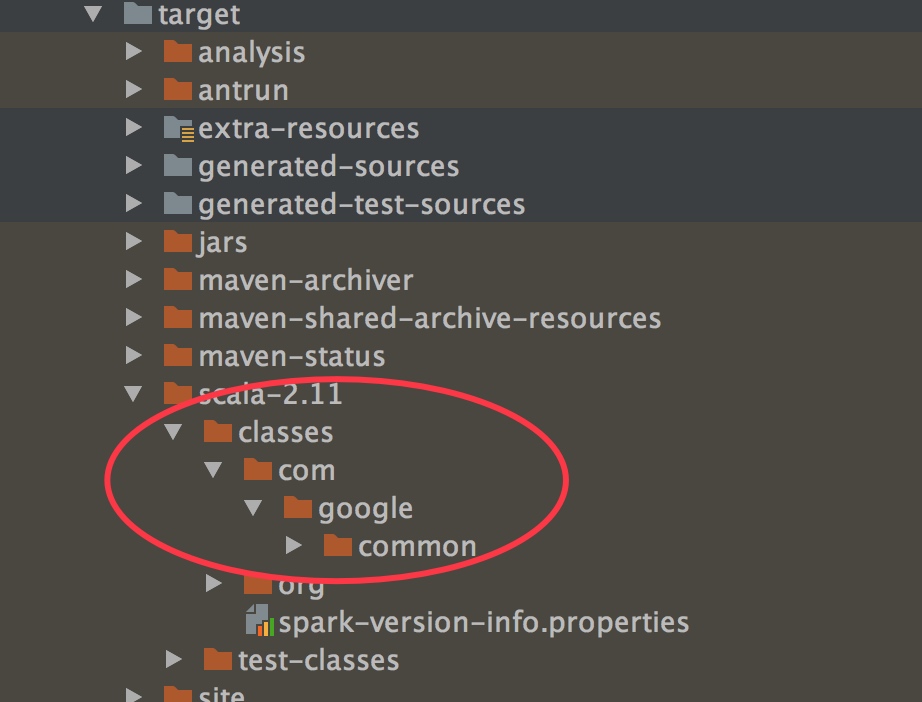 target
analysis
antrun
extra-resources
generated-sources
generated-test-sources
jars
maven-archiver
maven-shared-archive-resources
maven-status
scala-2.11
classes
com
google
common
org
spark-version-info.properties
test-classes
site